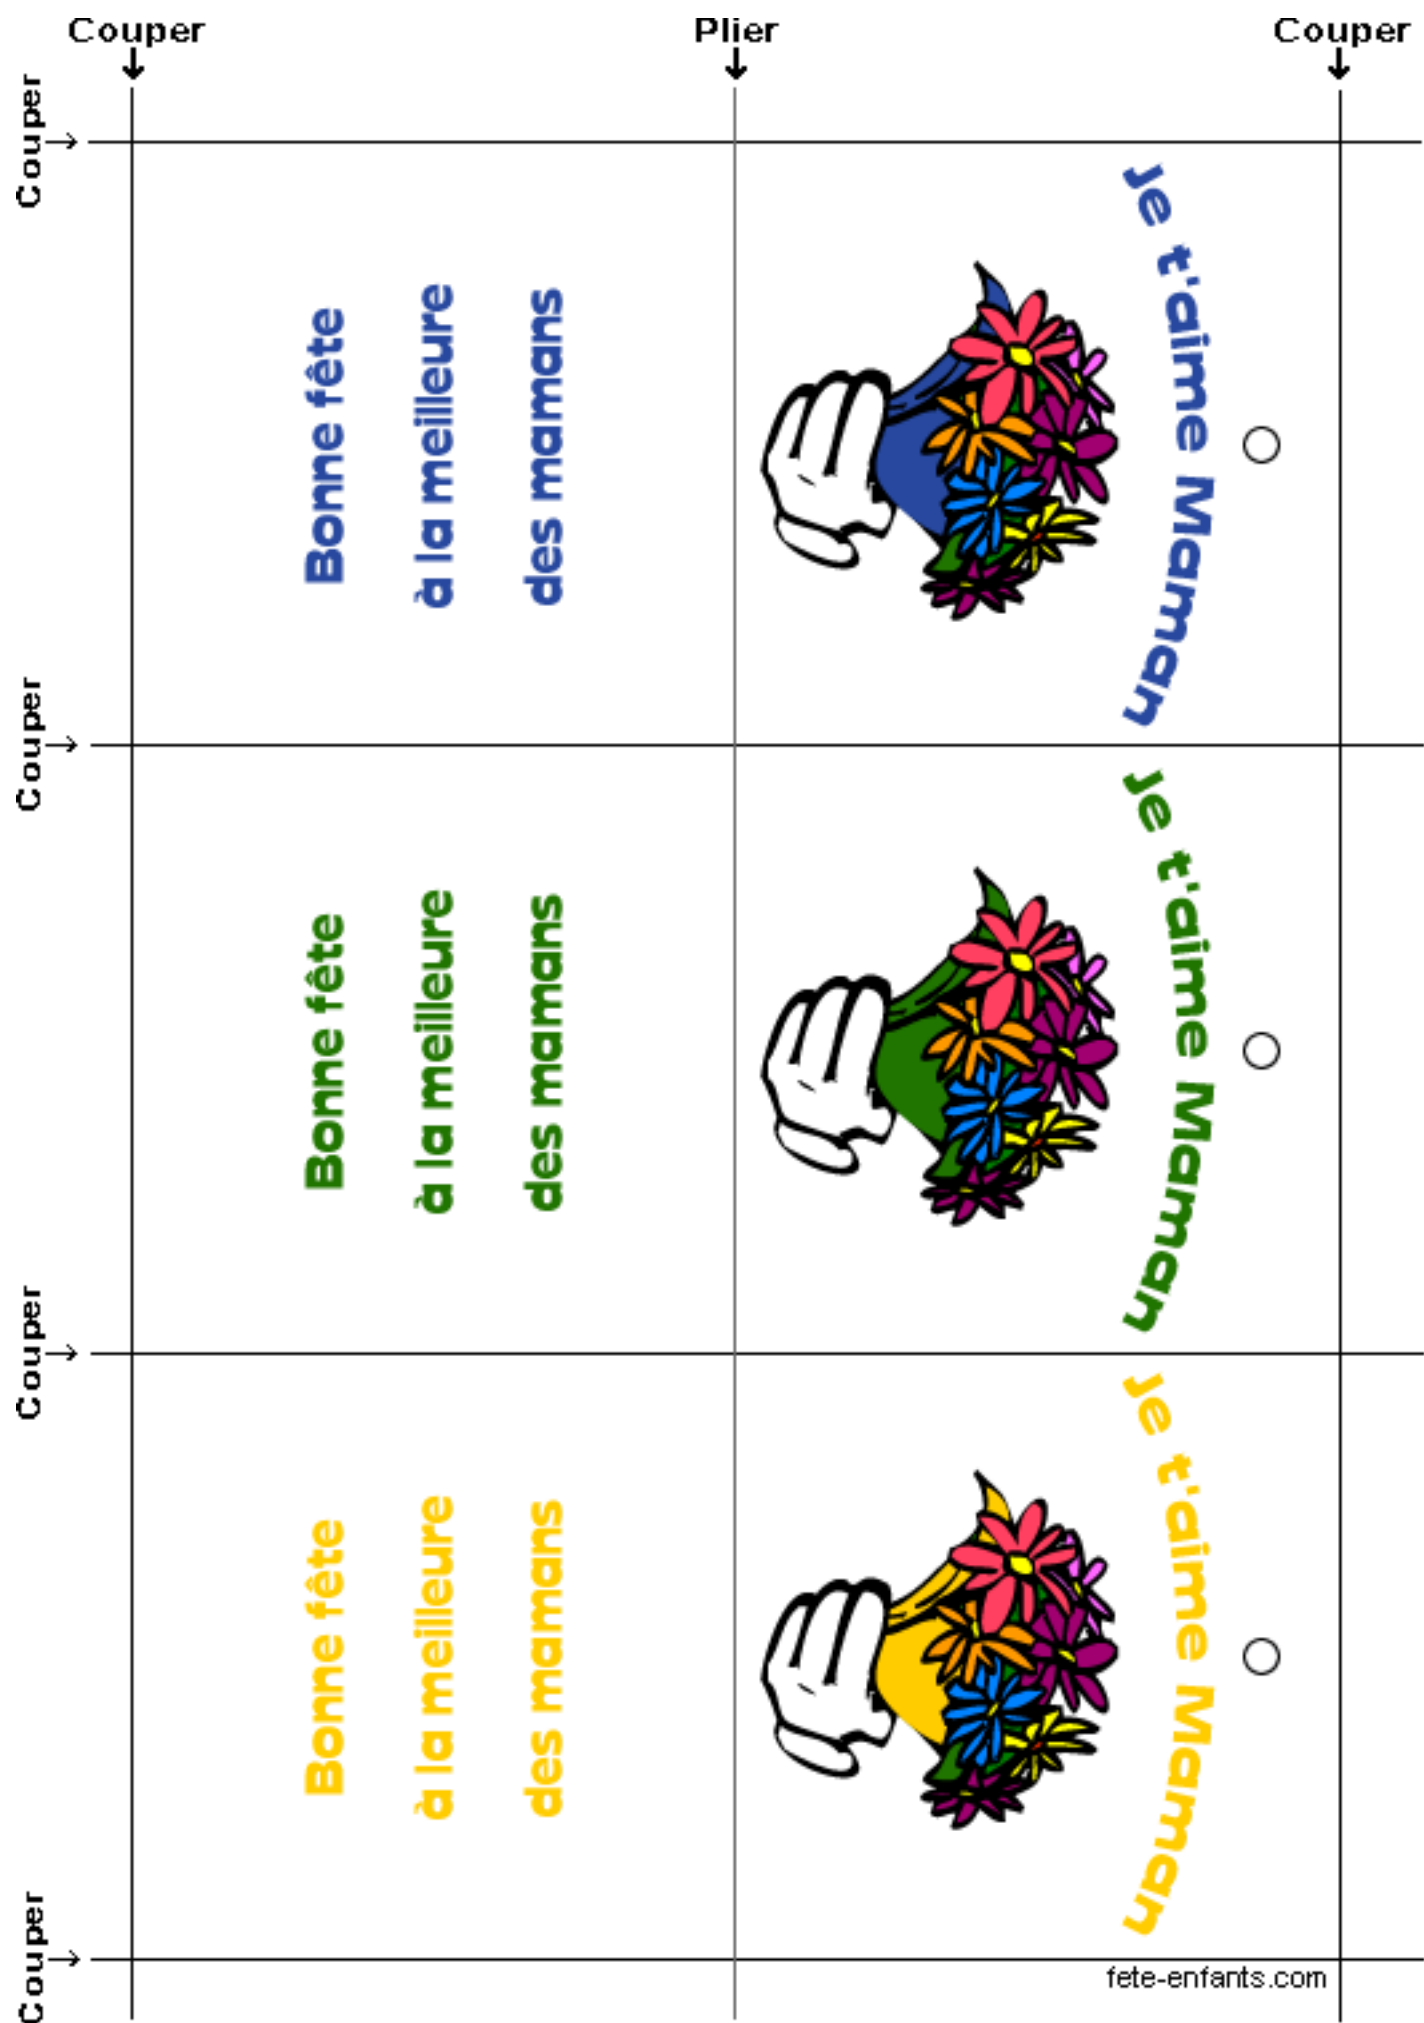 Couper
Plier
Couper
Couper
Bonne fête
à la meilleure
des mamans
Je t'aime Maman
Couper
Bonne fête
à la meilleure
des mamans
Je t'aime Maman
Couper
Bonne fête
à la meilleure
des mamans
Je t'aime Maman
Couper
fete-enfants.com